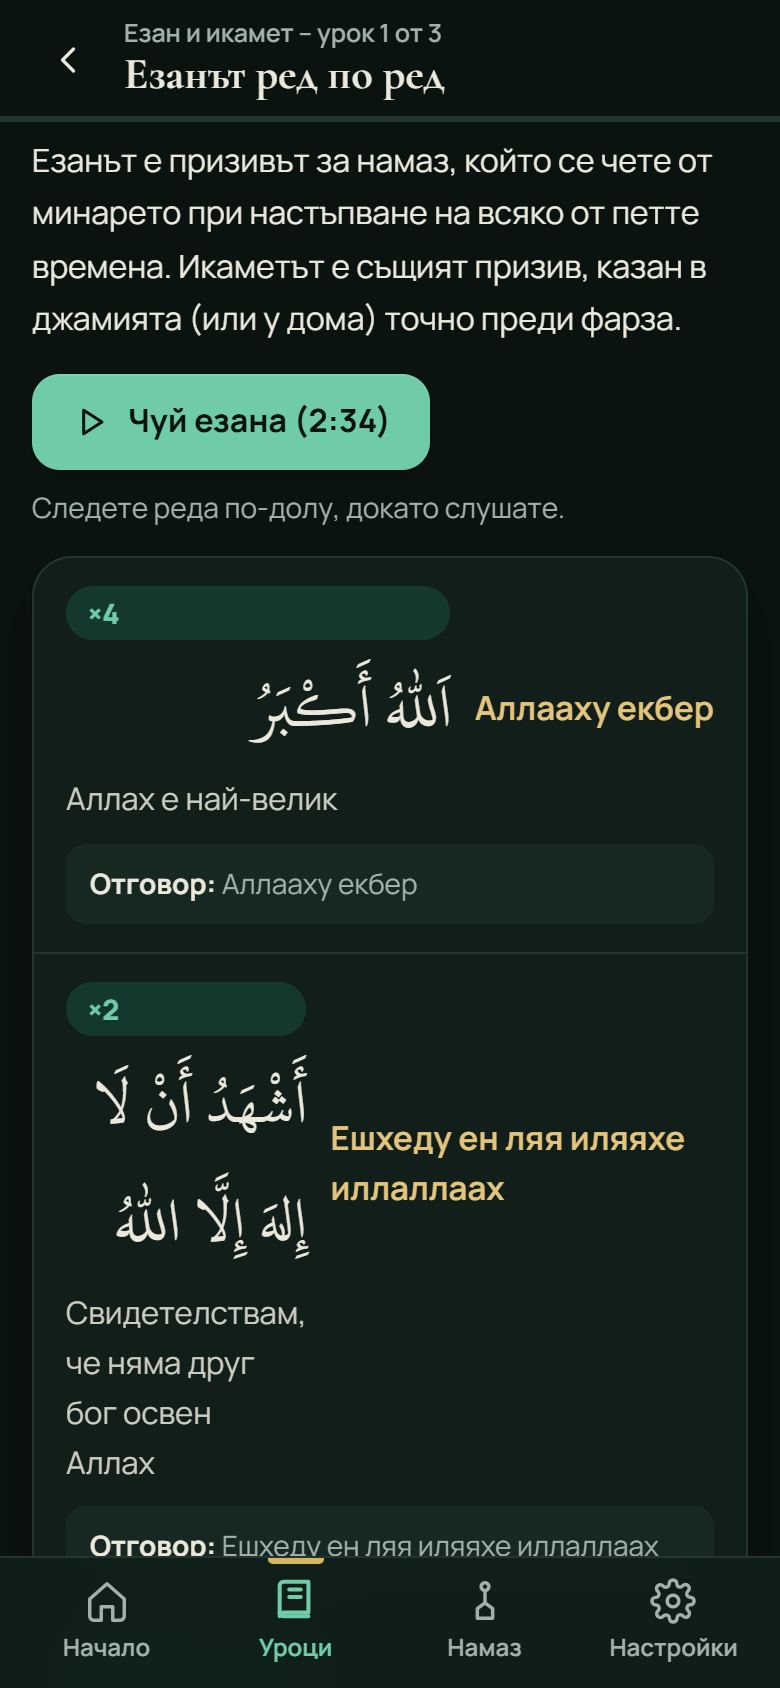 Езан и икамет – урок 1 от 3
Езанът ред по ред
Езанът е призивът за намаз, който се чете от
минарето при настъпване на всяко от петте
времена. Икаметът е същият призив, казан в
джамията (или у дома) точно преди фарза.
Чуй езана (2:34)
Следете реда по-долу, докато слушате.
×4
اَللّٰهُ أَكْبَرُ
Аллааху екбер
Аллах е най-велик
Отговор: Аллааху екбер
×2
أَشْهَدُ أَنْ لَا
إِلٰهَ إِلَّا اللّٰهُ
Ешхеду ен ляя иляяхе
иллаллаах
Свидетелствам,
че няма друг
бог освен
Аллах
Отговор: Ешхеду ен ляя иляяхе иллаллаах
Начало
Уроци
Намаз
Настройки